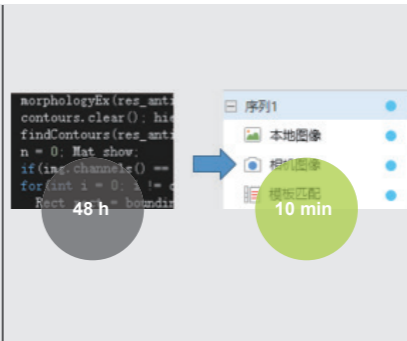 morphologyEx(res_anti
contours.clear(); hie
findContours(res_anti
n = 0; Mat show;
if(img.channels() ==
for(int i = 0; i != c
Rect rect = boundin
48 h
序列1
本地图像
相机图像
模板匹配
10 min